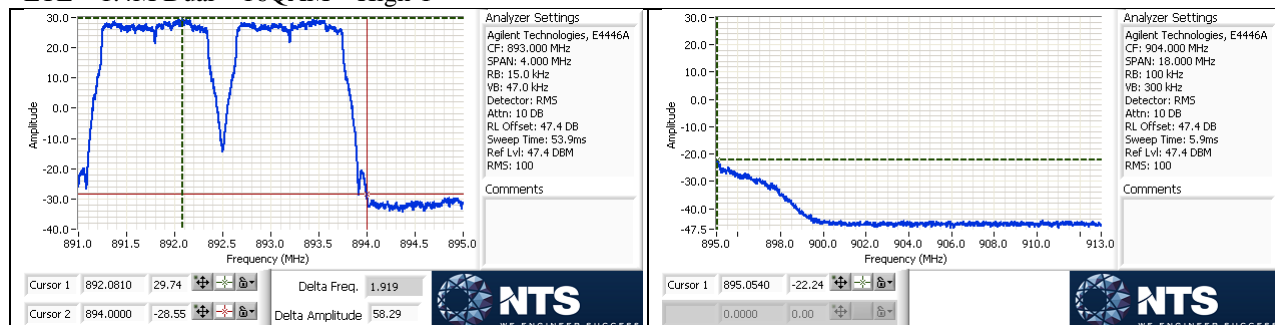 30.0
20.0
10.0
0.0
-10.0
-20.0
-30.0
-40.0
Amplitude
891.0 891.5 892.0 892.5 893.0 893.5 894.0 894.5 895.0
Frequency (MHz)
Analyzer Settings
Agilent Technologies, E4446A
CF: 893.000 MHz
SPAN: 4.000 MHz
RB: 15.0 kHz
VB: 47.0 kHz
Detector: RMS
Attn: 10 DB
RL Offset: 47.4 DB
Sweep Time: 53.9ms
Ref Lvl: 47.4 DBM
RMS: 100
Comments
Cursor 1 892.0810 29.74
Cursor 2 894.0000 -28.55
Delta Freq. 1.919
Delta Amplitude 58.29
NTS
30.0
20.0
10.0
0.0
-10.0
-20.0
-30.0
-40.0
-47.5
Amplitude
895.0 898.0 900.0 902.0 904.0 906.0 908.0 910.0 913.0
Frequency (MHz)
Analyzer Settings
Agilent Technologies, E4446A
CF: 904.000 MHz
SPAN: 18.000 MHz
RB: 100 kHz
VB: 300 kHz
Detector: RMS
Attn: 10 DB
RL Offset: 47.4 DB
Sweep Time: 5.9ms
Ref Lvl: 47.4 DBM
RMS: 100
Comments
Cursor 1 895.0540 -22.24
0.0000 0.00
NTS